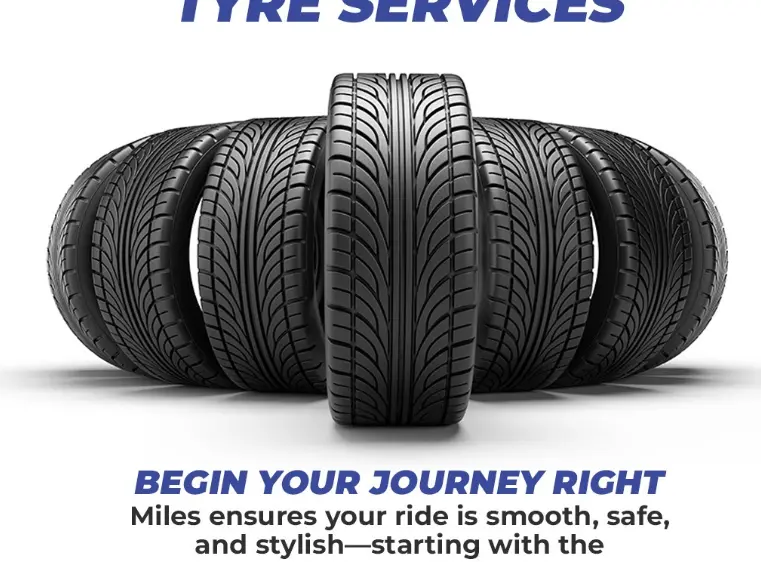 TYRE SERVICES
BEGIN YOUR JOURNEY RIGHT
Miles ensures your ride is smooth, safe,
and stylish—starting with the